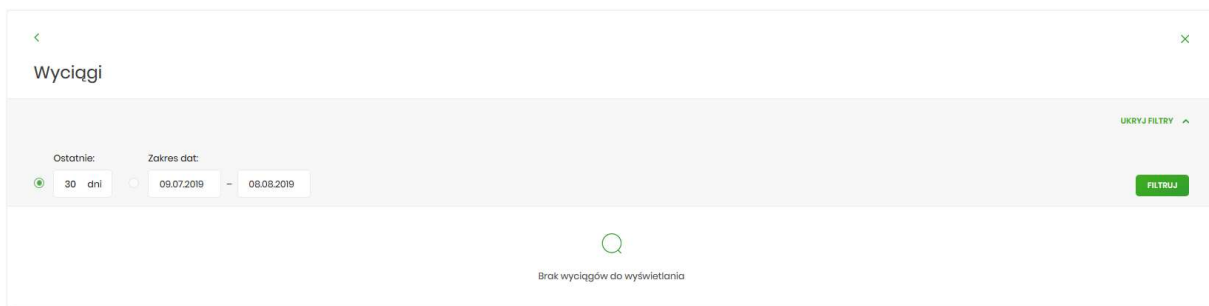 Wyciągi
UKRYJ FILTRY
Ostatnie: Zakres dat:
30 dni 09.07.2019 – 08.08.2019
FILTRUJ
Brak wyciągów do wyświetlania